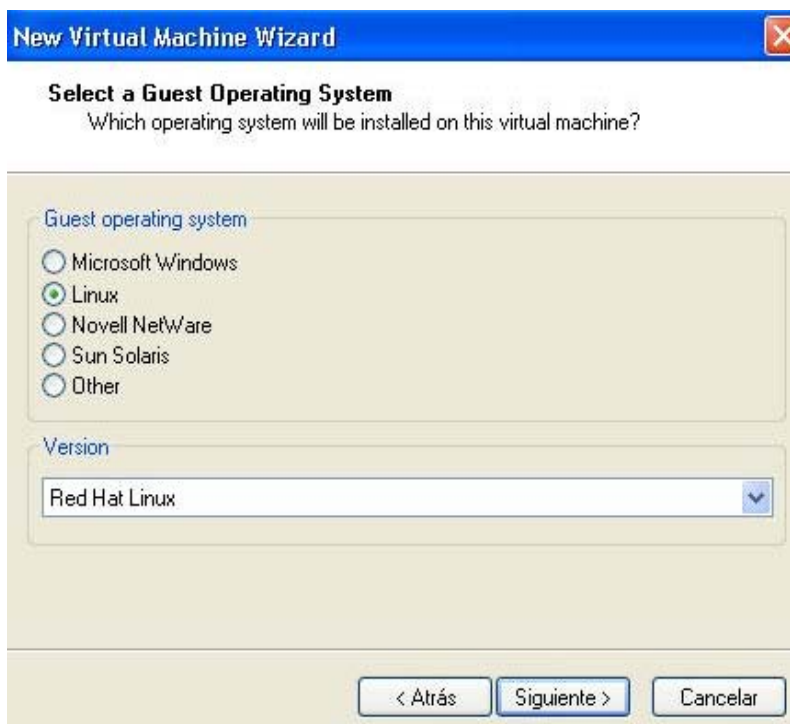 New Virtual Machine Wizard
Select a Guest Operating System
Which operating system will be installed on this virtual machine?
Guest operating system
Microsoft Windows
Linux
Novell NetWare
Sun Solaris
Other
Version
Red Hat Linux
< Atrás Siguiente > Cancelar